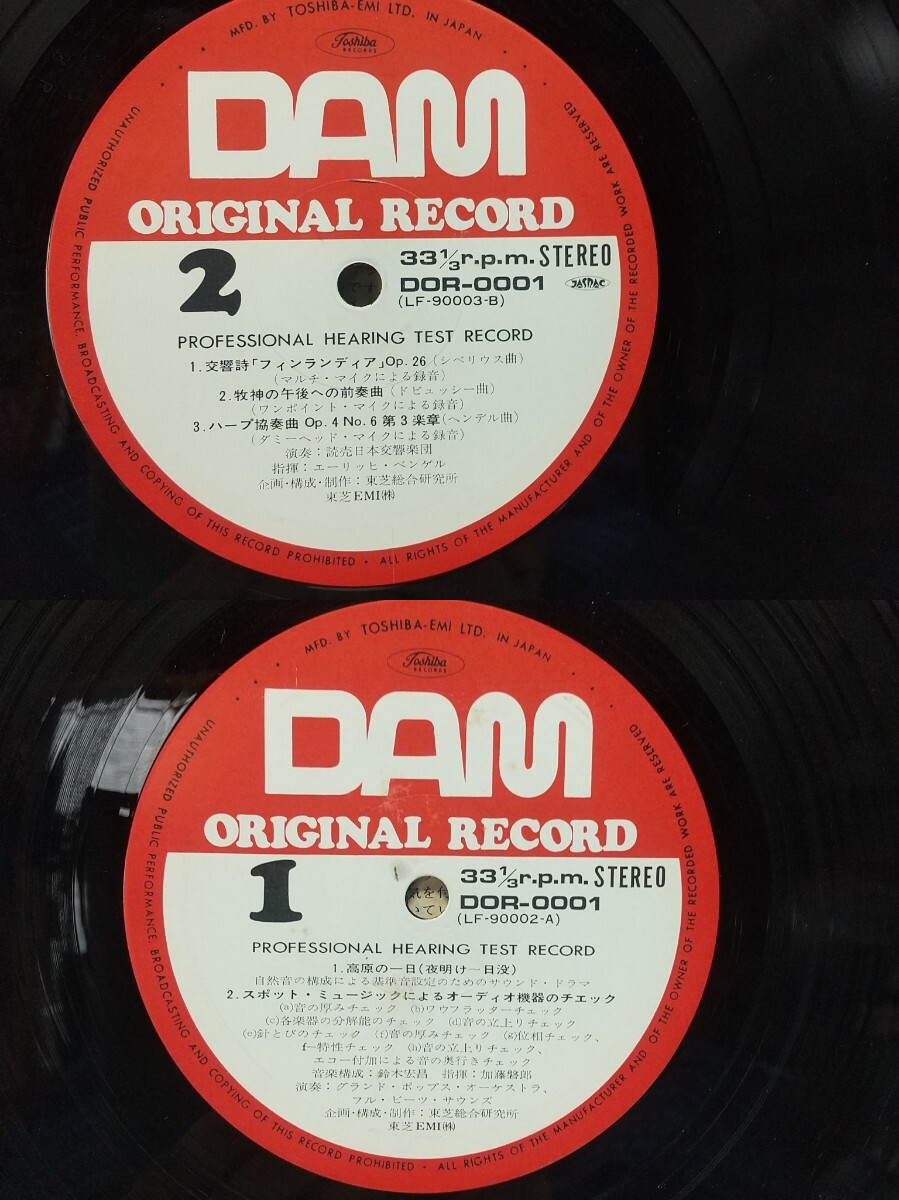 MFD. BY TOSHIBA-EMI LTD. IN JAPAN
Toshiba
RECORDS
DAM
ORIGINAL RECORD
2
33 1/3 r.p.m. STEREO
DOR-0001
JASRAC
(LF-90003-B)
PROFESSIONAL HEARING TEST RECORD
1.交響詩「フィンランディア」Op.26(シベリウス曲)
(マルチ・マイクによる録音)
2.牧神の午後への前奏曲(ドビュッシー曲)
(ワンポイント・マイクによる録音)
3.ハープ協奏曲 Op.4 No.6 第3楽章(ヘンデル曲)
(ダミーヘッド・マイクによる録音)
演奏:読売日本交響楽団
指揮:エーリッヒ・ベンゲル
企画・構成・制作:東芝総合研究所
東芝EMI㈱
UNAUTHORIZED PUBLIC PERFORMANCE, BROADCASTING AND COPYING OF THIS RECORD PROHIBITED · ALL RIGHTS OF THE MANUFACTURER AND OF THE OWNER OF THE RECORDED WORK ARE RESERVED
MFD. BY TOSHIBA-EMI LTD. IN JAPAN
Toshiba
RECORDS
DAM
ORIGINAL RECORD
1
33 1/3 r.p.m. STEREO
DOR-0001
(LF-90002-A)
PROFESSIONAL HEARING TEST RECORD
1.高原の一日(夜明け―日没)
自然音の構成による基準音設定のためのサウンド・ドラマ
2.スポット・ミュージックによるオーディオ機器のチェック
(a)音の厚みチェック (b)ワウフラッターチェック
(c)各楽器の分解能のチェック (d)音の立上りチェック
(e)針とびのチェック (f)音の厚みチェック (g)位相チェック、
f―特性チェック (h)音の立上りチェック、
エコー付加による音の奥行きチェック
音楽構成:鈴木宏昌 指揮:加藤磐郎
演奏:グランド・ポップス・オーケストラ、
フル・ビーツ・サウンズ
企画・構成・制作:東芝総合研究所
東芝EMI㈱
UNAUTHORIZED PUBLIC PERFORMANCE, BROADCASTING AND COPYING OF THIS RECORD PROHIBITED · ALL RIGHTS OF THE MANUFACTURER AND OF THE OWNER OF THE RECORDED WORK ARE RESERVED